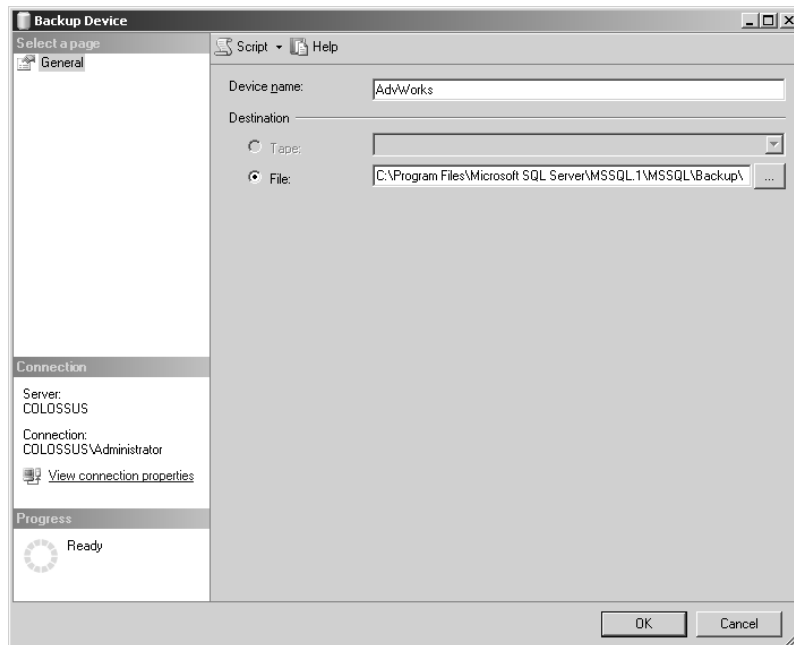 Backup Device
Select a page
General
Script
Help
Device name:
AdvWorks
Destination
Tape:
File:
C:\Program Files\Microsoft SQL Server\MSSQL.1\MSSQL\Backup\
...
Connection
Server:
COLOSSUS
Connection:
COLOSSUS\Administrator
View connection properties
Progress
Ready
OK
Cancel